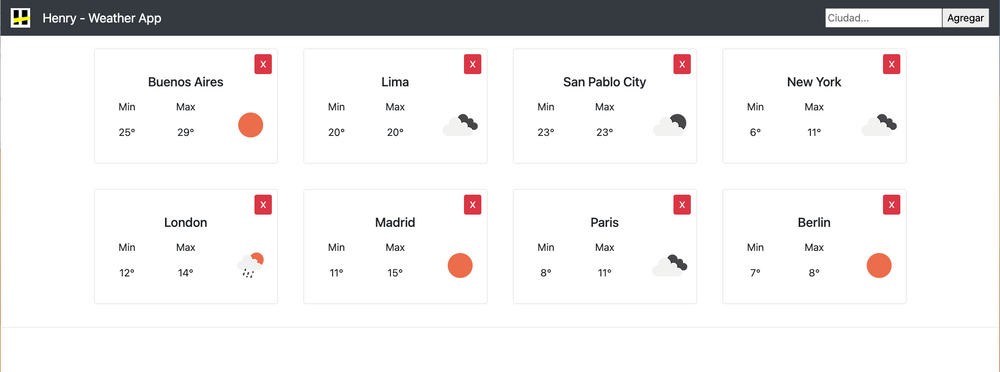 Henry - Weather App
Ciudad... Agregar
X X X X
Buenos Aires Lima San Pablo City New York
Min Max Min Max Min Max Min Max
25° 29° 20° 20° 23° 23° 6° 11°
X X X X
London Madrid Paris Berlin
Min Max Min Max Min Max Min Max
12° 14° 11° 15° 8° 11° 7° 8°